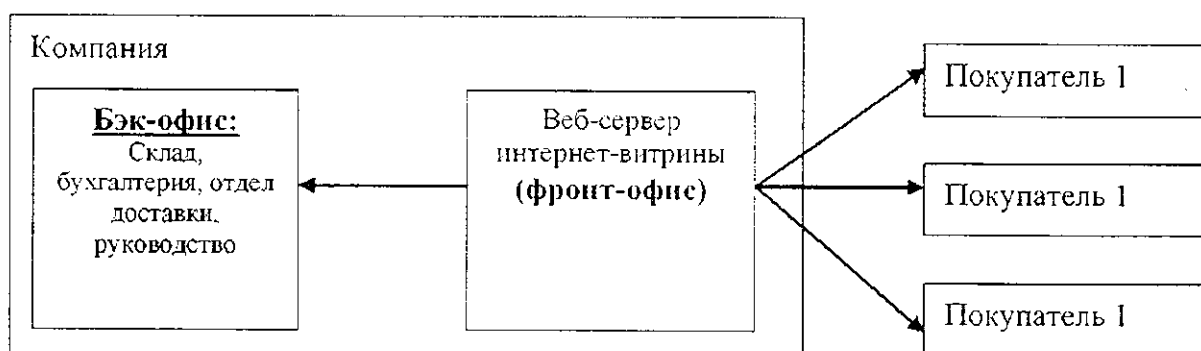 Компания
Бэк-офис:
Склад,
бухгалтерия, отдел
доставки,
руководство
Веб-сервер
интернет-витрины
(фронт-офис)
Покупатель 1
Покупатель 1
Покупатель 1